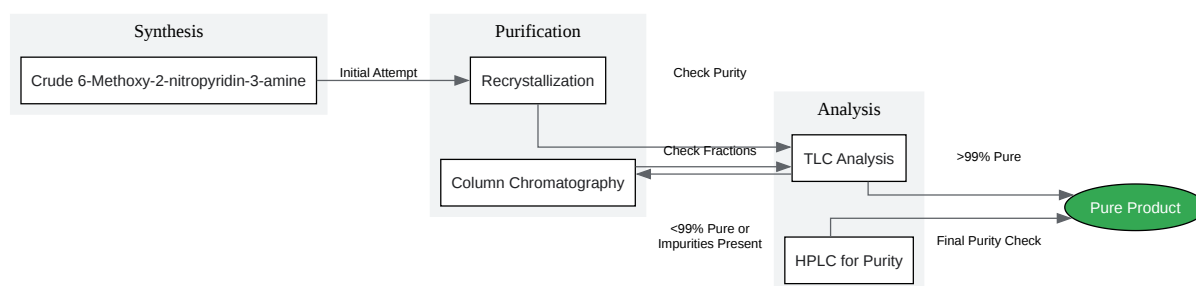 Synthesis
Crude 6-Methoxy-2-nitropyridin-3-amine
Initial Attempt
Purification
Recrystallization
Column Chromatography
Check Purity
Check Fractions
<99% Pure or
Impurities Present
Analysis
TLC Analysis
HPLC for Purity
>99% Pure
Final Purity Check
Pure Product